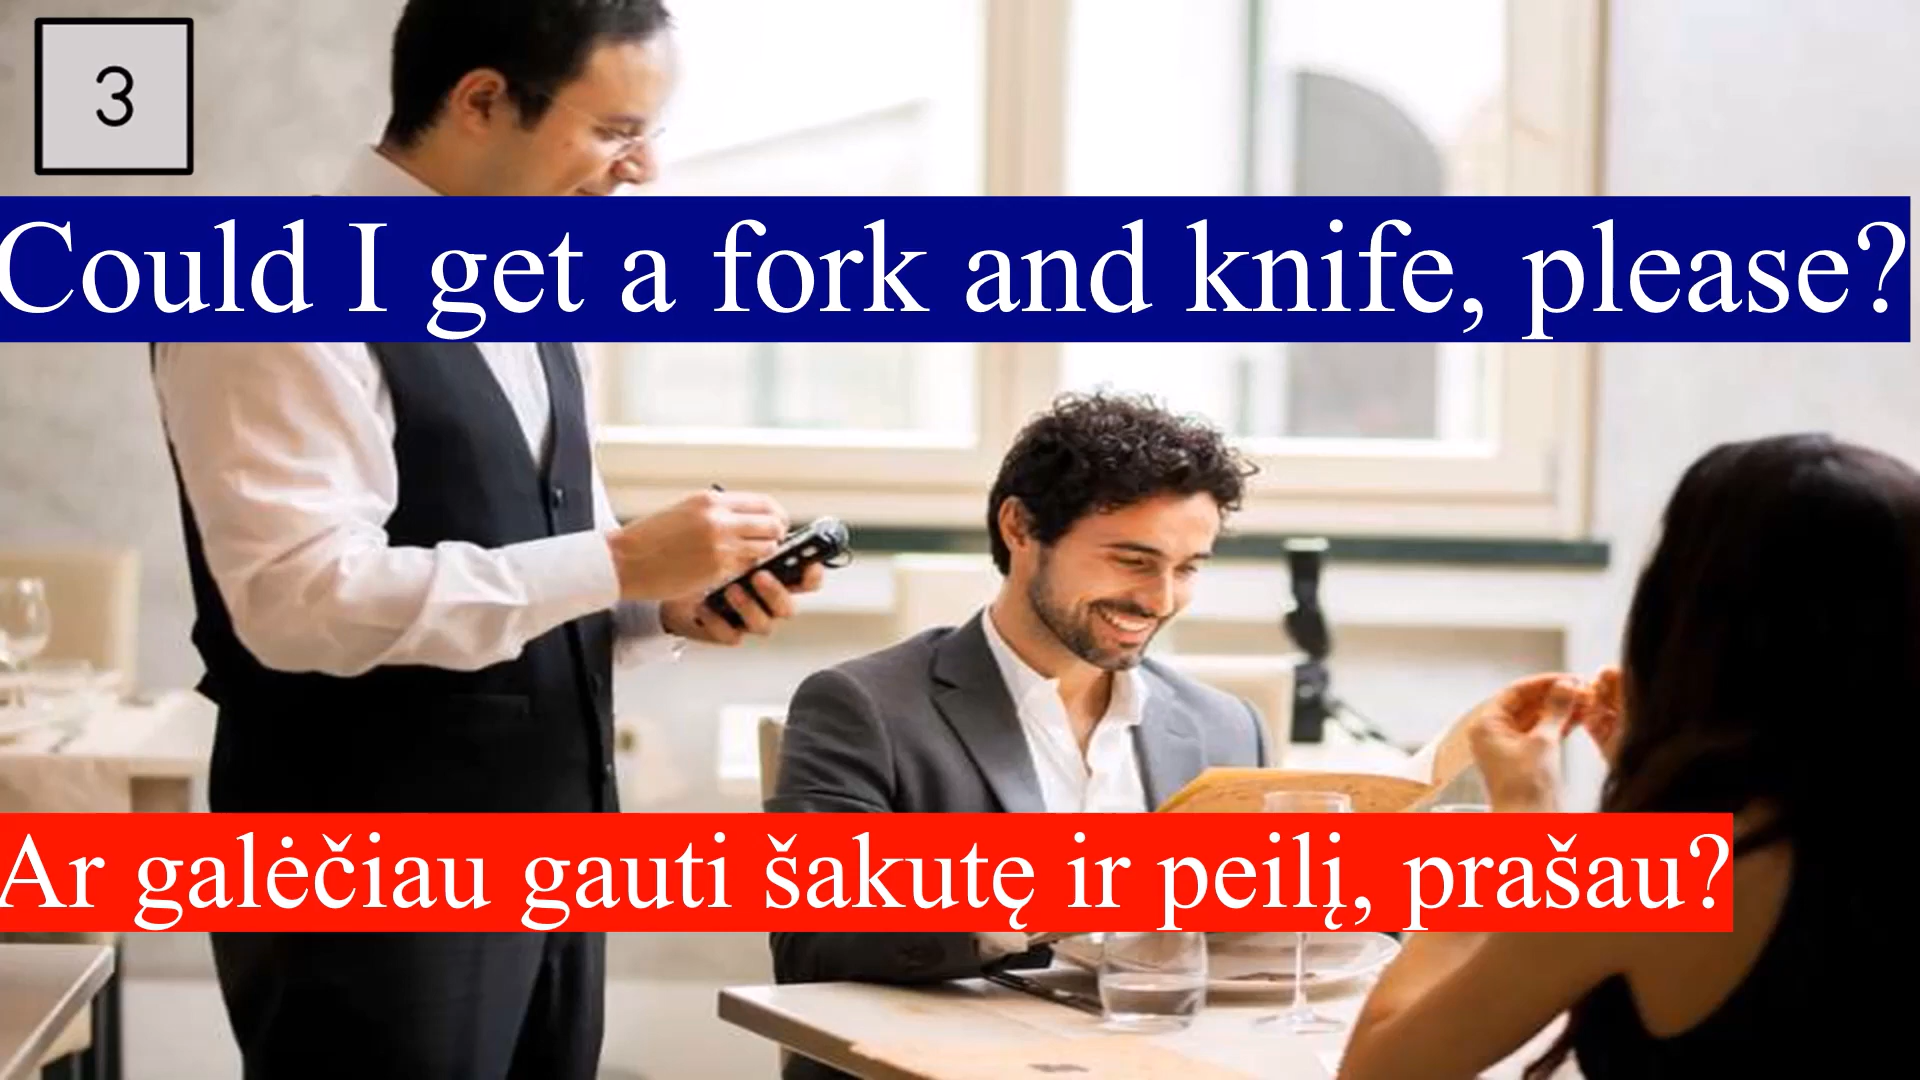 3
Could I get a fork and knife, please?
Ar galėčiau gauti šakutę ir peilį, prašau?